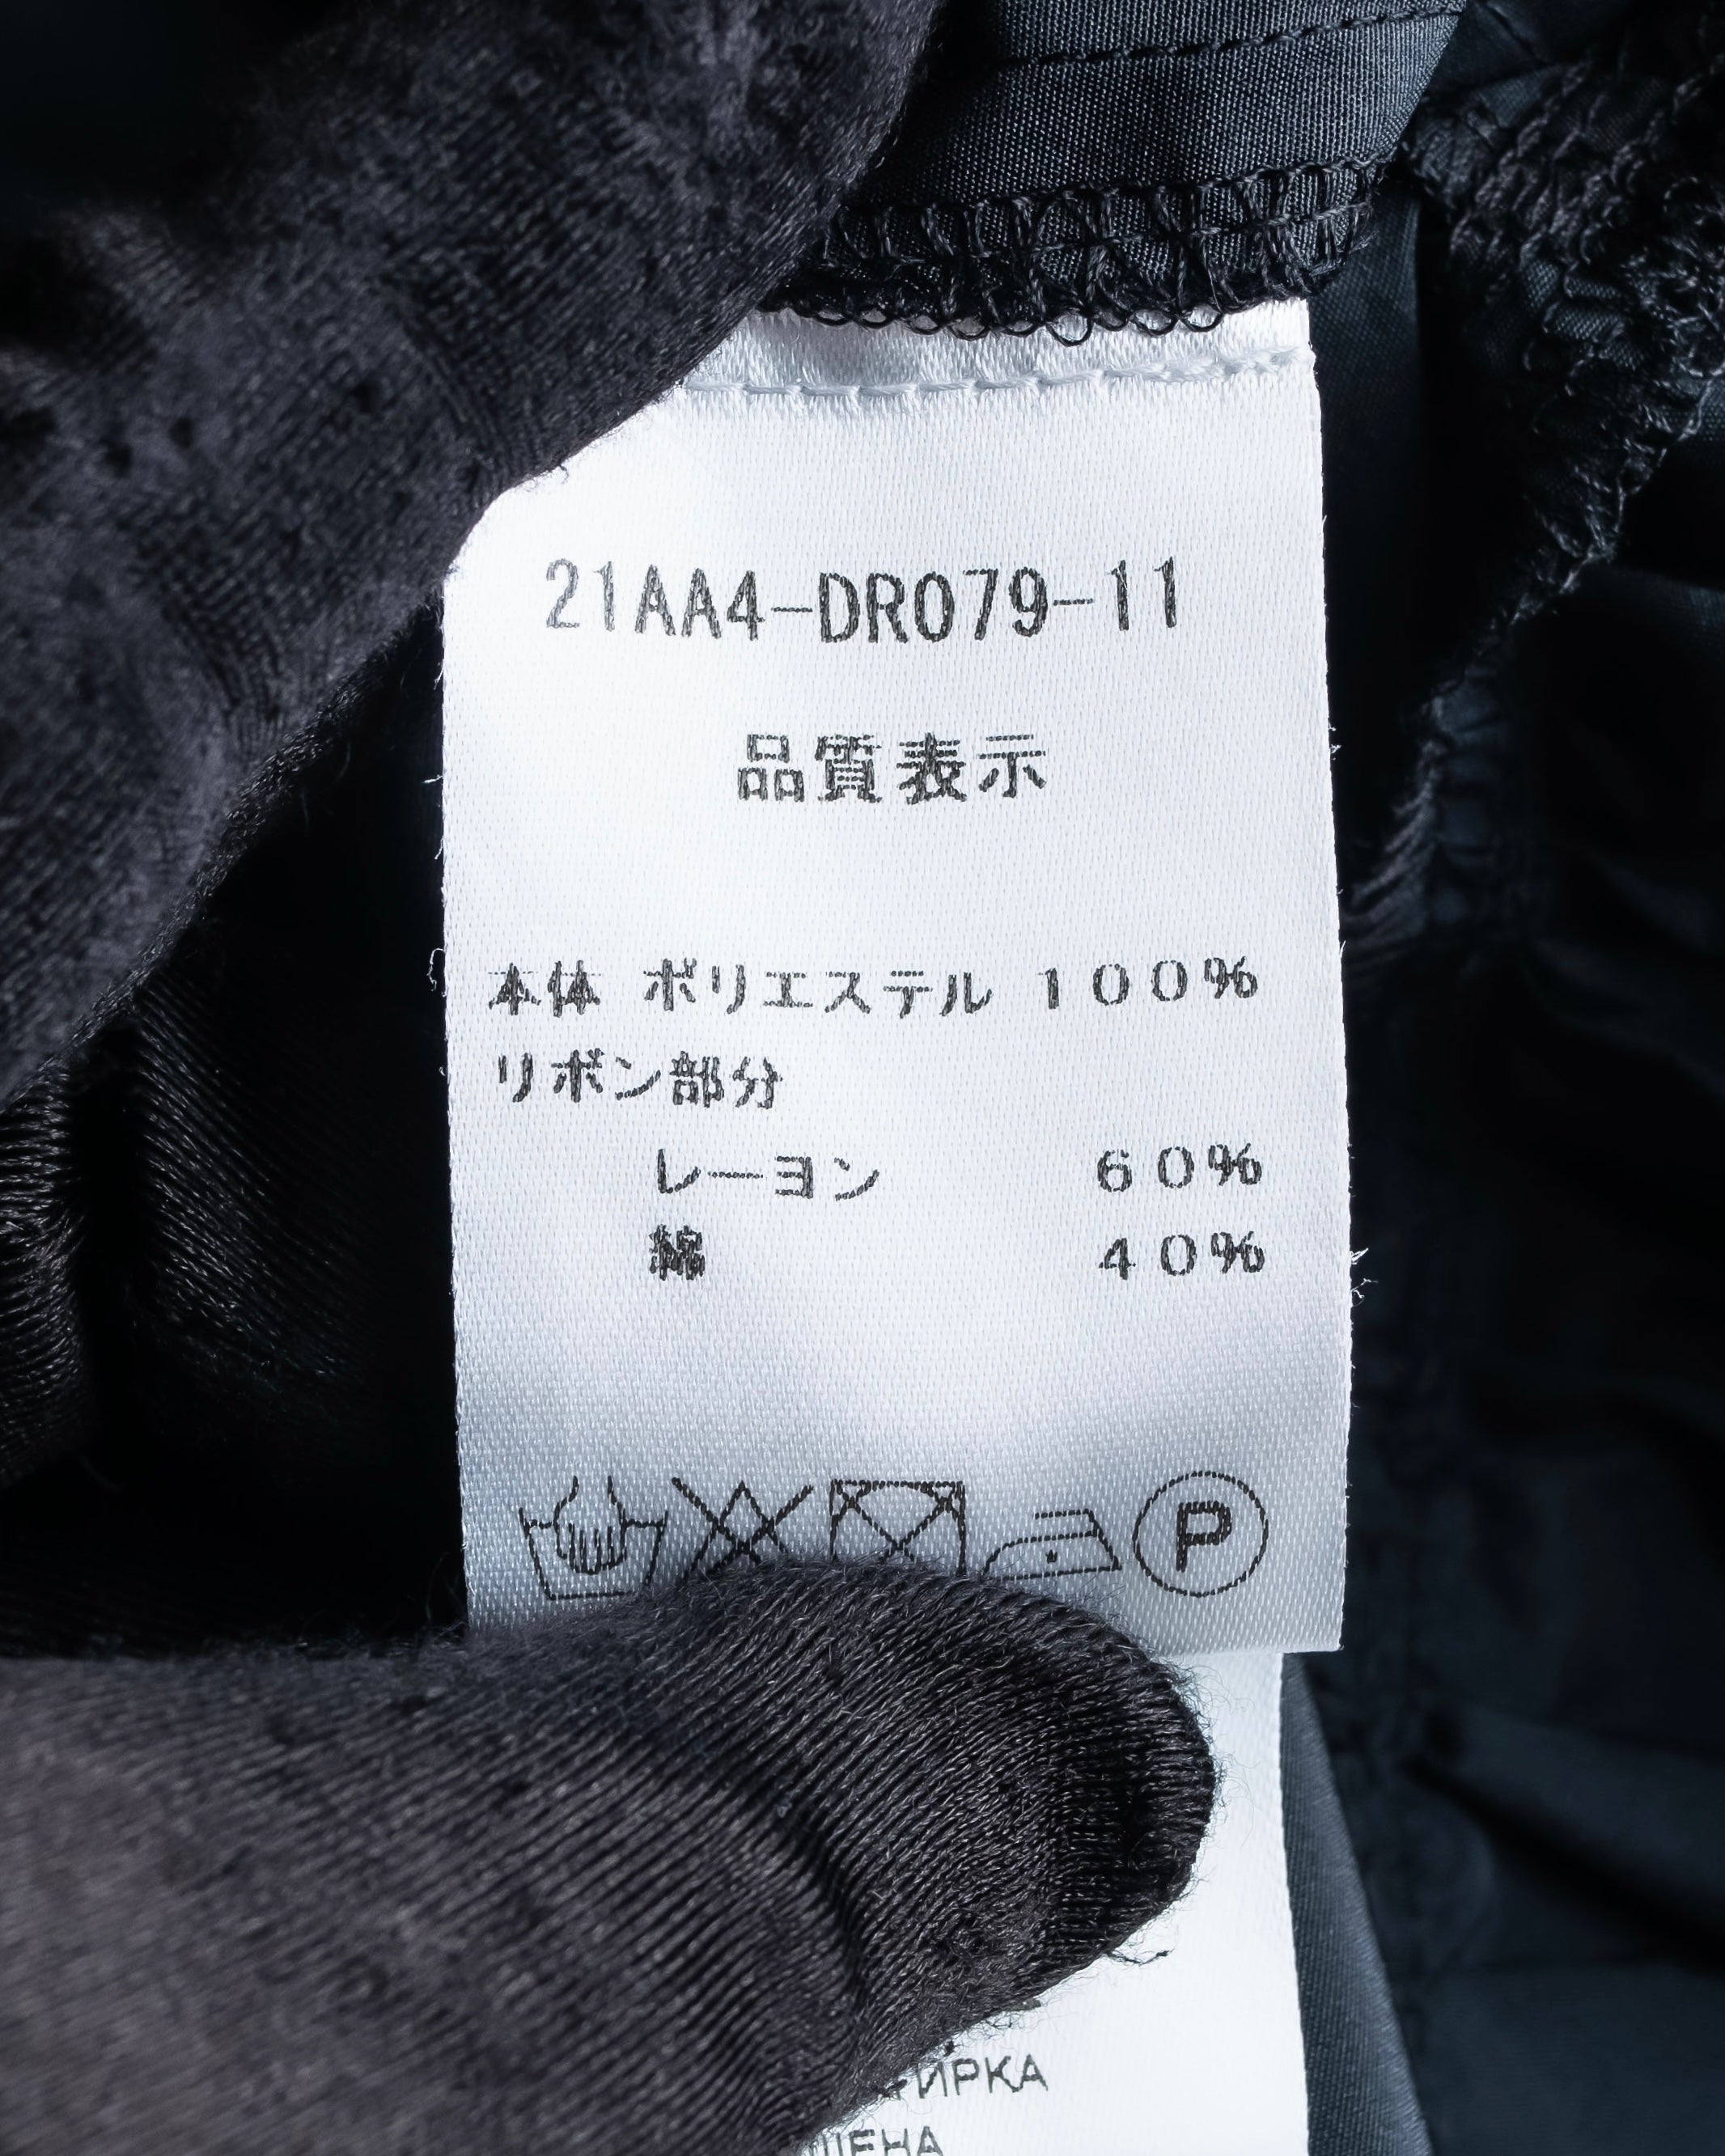 21AA4-DR079-11
品質表示
本体 ポリエステル 100%
リボン部分
レーヨン 60%
綿 40%
P